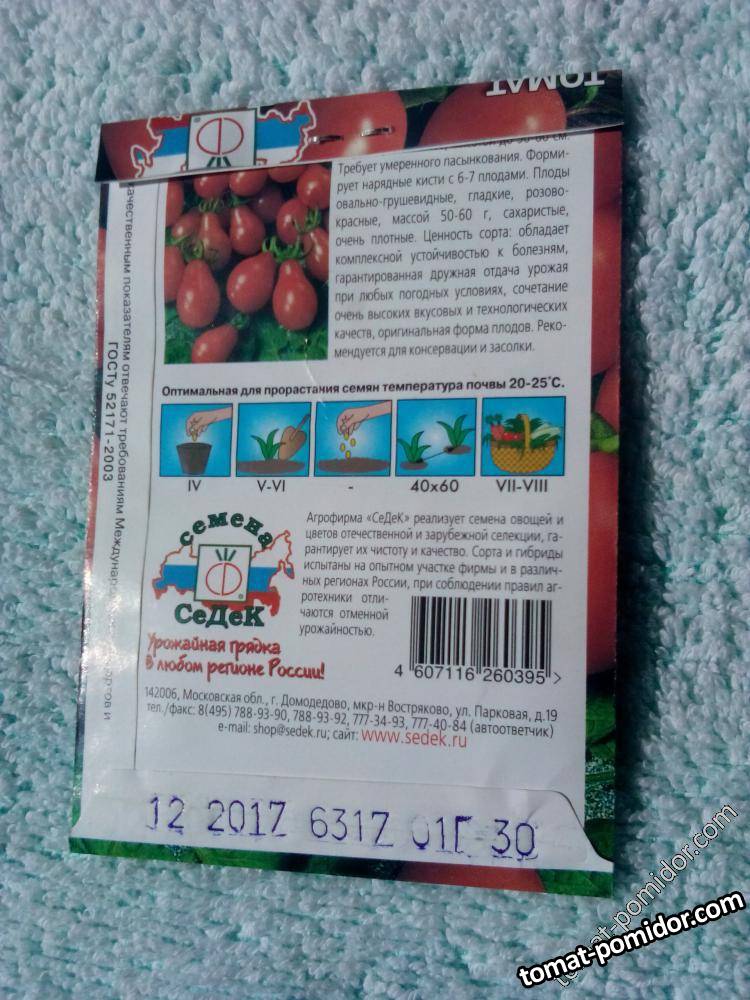 ТОМАТ
Требует умеренного пасынкования. Форми-
рует нарядные кисти с 6-7 плодами. Плоды
овально-грушевидные, гладкие, розово-
красные, массой 50-60 г, сахаристые,
очень плотные. Ценность сорта: обладает
комплексной устойчивостью к болезням,
гарантированная дружная отдача урожая
при любых погодных условиях, сочетание
очень высоких вкусовых и технологических
качеств, оригинальная форма плодов. Реко-
мендуется для консервации и засолки.
качественным показателям отвечают требованиям
ГОСТу 52171-2003
Оптимальная для прорастания семян температура почвы 20-25°С.
IV V-VI - 40x60 VII-VIII
семена
СеДеК
Урожайная грядка
В любом регионе России!
Агрофирма «СеДеК» реализует семена овощей и
цветов отечественной и зарубежной селекции, га-
рантирует их чистоту и качество. Сорта и гибриды
испытаны на опытном участке фирмы и в различ-
ных регионах России, при соблюдении правил аг-
ротехники отли-
чаются отменной
урожайностью.
4 607116 260395 >
142006, Московская обл., г. Домодедово, мкр-н Востряково, ул. Парковая, д.19
тел./факс: 8(495) 788-93-90, 788-93-92, 777-34-93, 777-40-84 (автоответчик)
e-mail: shop@sedek.ru; сайт: www.sedek.ru
12 2017 6317 01Г 30
tomat-pomidor.com
tomat-pomidor.com